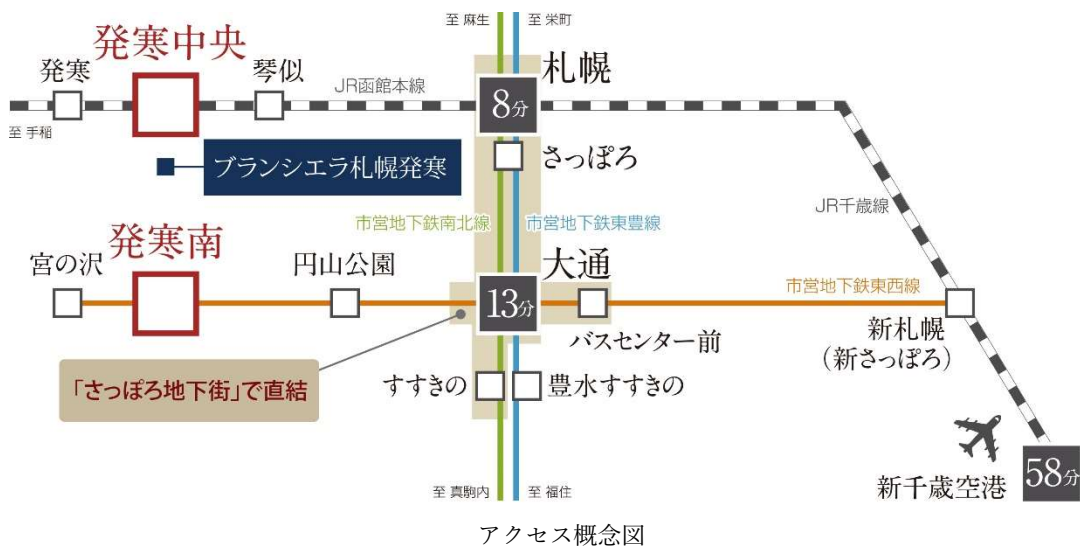 至 麻生
至 栄町
発寒中央
発寒
琴似
札幌
JR函館本線
8分
至 手稲
ブランシエラ札幌発寒
さっぽろ
JR千歳線
市営地下鉄南北線
市営地下鉄東豊線
発寒南
宮の沢
円山公園
大通
市営地下鉄東西線
13分
バスセンター前
新札幌
(新さっぽろ)
「さっぽろ地下街」で直結
すすきの
豊水すすきの
58分
新千歳空港
至 真駒内
至 福住
アクセス概念図